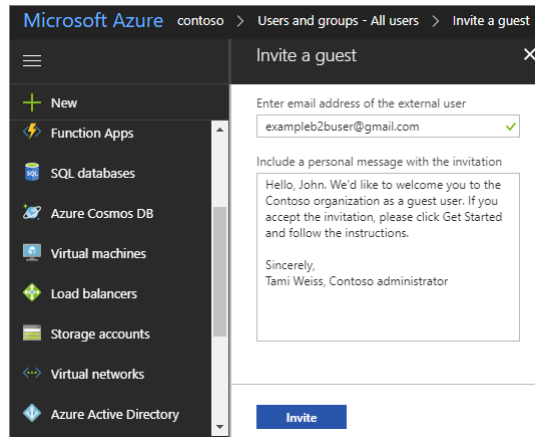 Microsoft Azure contoso > Users and groups - All users > Invite a guest
Invite a guest
New
Function Apps
SQL databases
Azure Cosmos DB
Virtual machines
Load balancers
Storage accounts
Virtual networks
Azure Active Directory
Enter email address of the external user
exampleb2buser@gmail.com
Include a personal message with the invitation
Hello, John. We'd like to welcome you to the
Contoso organization as a guest user. If you
accept the invitation, please click Get Started
and follow the instructions.
Sincerely,
Tami Weiss, Contoso administrator
Invite